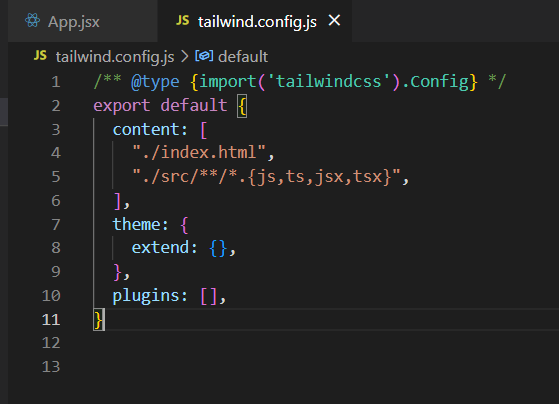 App.jsx
JS tailwind.config.js ×
JS tailwind.config.js > default
1 /** @type {import('tailwindcss').Config} */
2 export default {
3   content: [
4     "./index.html",
5     "./src/**/*.{js,ts,jsx,tsx}",
6   ],
7   theme: {
8     extend: {},
9   },
10   plugins: [],
11 }
12
13